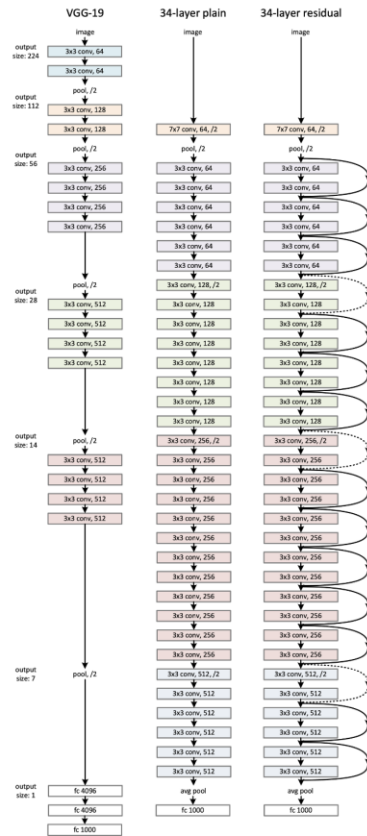 output
size: 224
output
size: 112
output
size: 56
output
size: 28
output
size: 14
output
size: 7
output
size: 1
VGG-19
image
3x3 conv, 64
3x3 conv, 64
pool, /2
3x3 conv, 128
3x3 conv, 128
pool, /2
3x3 conv, 256
3x3 conv, 256
3x3 conv, 256
3x3 conv, 256
pool, /2
3x3 conv, 512
3x3 conv, 512
3x3 conv, 512
3x3 conv, 512
pool, /2
3x3 conv, 512
3x3 conv, 512
3x3 conv, 512
3x3 conv, 512
pool, /2
fc 4096
fc 4096
fc 1000
34-layer plain
image
7x7 conv, 64, /2
pool, /2
3x3 conv, 64
3x3 conv, 64
3x3 conv, 64
3x3 conv, 64
3x3 conv, 64
3x3 conv, 64
3x3 conv, 128, /2
3x3 conv, 128
3x3 conv, 128
3x3 conv, 128
3x3 conv, 128
3x3 conv, 128
3x3 conv, 128
3x3 conv, 128
3x3 conv, 256, /2
3x3 conv, 256
3x3 conv, 256
3x3 conv, 256
3x3 conv, 256
3x3 conv, 256
3x3 conv, 256
3x3 conv, 256
3x3 conv, 256
3x3 conv, 256
3x3 conv, 256
3x3 conv, 256
3x3 conv, 512, /2
3x3 conv, 512
3x3 conv, 512
3x3 conv, 512
3x3 conv, 512
3x3 conv, 512
avg pool
fc 1000
34-layer residual
image
7x7 conv, 64, /2
pool, /2
3x3 conv, 64
3x3 conv, 64
3x3 conv, 64
3x3 conv, 64
3x3 conv, 64
3x3 conv, 64
3x3 conv, 128, /2
3x3 conv, 128
3x3 conv, 128
3x3 conv, 128
3x3 conv, 128
3x3 conv, 128
3x3 conv, 128
3x3 conv, 128
3x3 conv, 256, /2
3x3 conv, 256
3x3 conv, 256
3x3 conv, 256
3x3 conv, 256
3x3 conv, 256
3x3 conv, 256
3x3 conv, 256
3x3 conv, 256
3x3 conv, 256
3x3 conv, 256
3x3 conv, 256
3x3 conv, 512, /2
3x3 conv, 512
3x3 conv, 512
3x3 conv, 512
3x3 conv, 512
3x3 conv, 512
avg pool
fc 1000